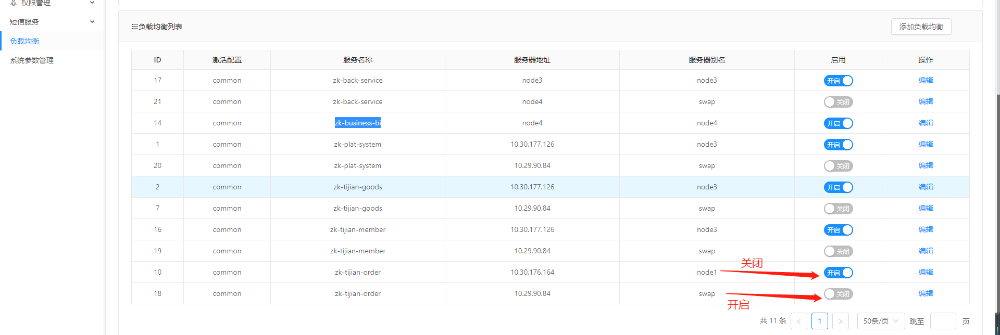 权限管理
短信服务
负载均衡
系统参数管理
负载均衡列表
添加负载均衡
ID 激活配置 服务名称 服务器地址 服务器别名 启用 操作
17 common zk-back-service node3 node3 开启 编辑
21 common zk-back-service node4 swap 关闭 编辑
14 common zk-business-bi node4 node4 开启 编辑
1 common zk-plat-system 10.30.177.126 node3 开启 编辑
20 common zk-plat-system 10.29.90.84 swap 关闭 编辑
2 common zk-tijian-goods 10.30.177.126 node3 开启 编辑
7 common zk-tijian-goods 10.29.90.84 swap 关闭 编辑
16 common zk-tijian-member 10.30.177.126 node3 开启 编辑
19 common zk-tijian-member 10.29.90.84 swap 关闭 编辑
关闭
10 common zk-tijian-order 10.30.176.164 node1 开启 编辑
18 common zk-tijian-order 10.29.90.84 swap 关闭 编辑
开启
共 11 条 < 1 > 50条/页 跳至 页